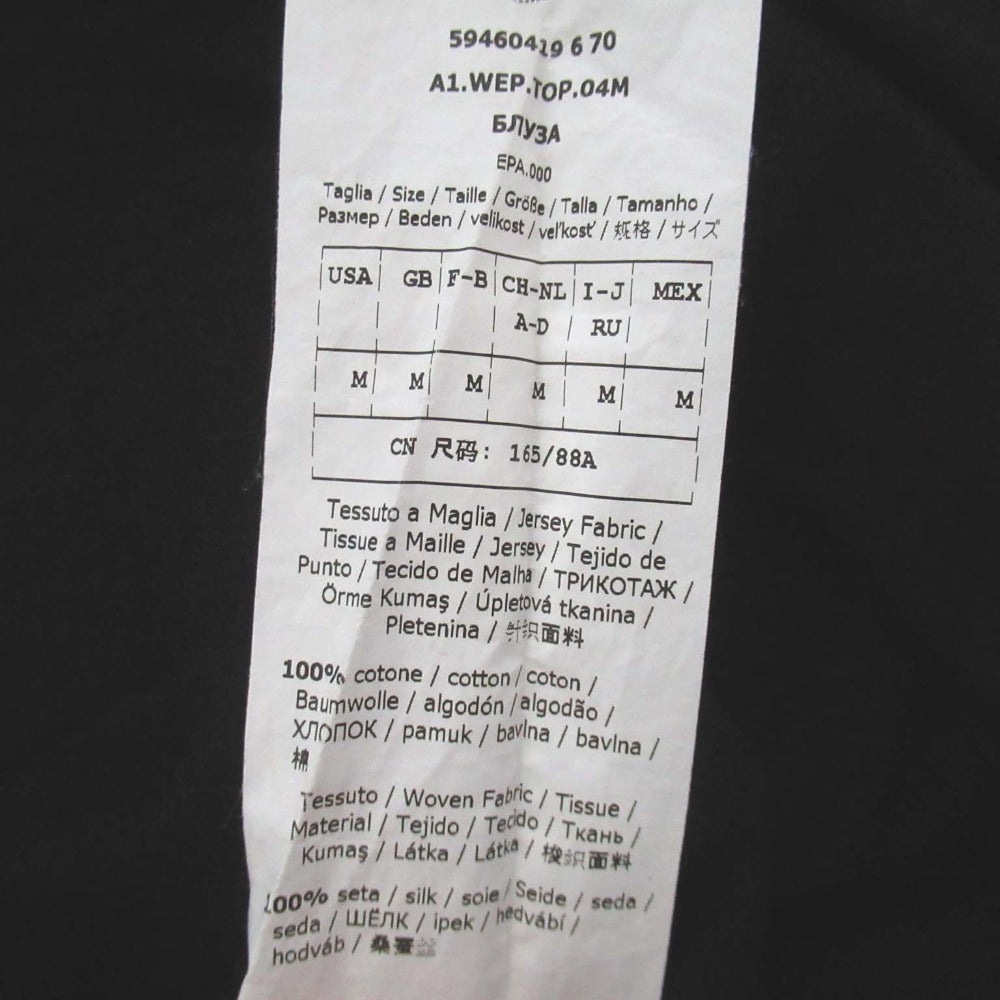 59460419 6 70
A1.WEP.TOP.04M
БЛУЗА
EPA.000
Taglia / Size / Taille / Größe / Talla / Tamanho /
Размер / Beden / velikost / veľkosť / 规格 / サイズ
USA GB F-B CH-NL I-J MEX
A-D RU
M M M M M M
CN 尺码: 165/88A
Tessuto a Maglia / Jersey Fabric /
Tissue a Maille / Jersey / Tejido de
Punto / Tecido de Malha / ТРИКОТАЖ /
Örme Kumaş / Úpletová tkanina /
Pletenina / 针织面料
100% cotone / cotton / coton /
Baumwolle / algodón / algodão /
ХЛОПОК / pamuk / bavlna / bavlna /
棉
Tessuto / Woven Fabric / Tissue /
Material / Tejido / Tecido / Ткань /
Kumaş / Látka / Látka / 梭织面料
100% seta / silk / soie / Seide / seda /
seda / ШЁЛК / ipek / hedvábí /
hodváb / 桑蚕丝